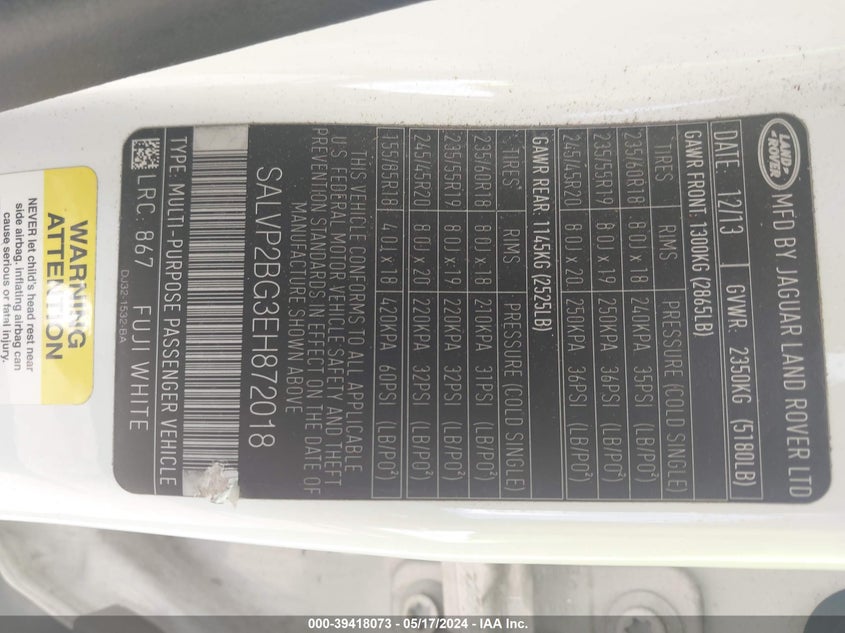 LAND ROVER
MFD BY JAGUAR LAND ROVER LTD
DATE: 12/13 GVWR: 2350KG (5180LB)
GAWR FRONT: 1300KG (2865LB)
TIRES RIMS PRESSURE (COLD SINGLE)
235/60R18 8.0J x 18 240KPA 35PSI (LB/PO²)
235/55R19 8.0J x 19 250KPA 36PSI (LB/PO²)
245/45R20 8.0J x 20 250KPA 36PSI (LB/PO²)
GAWR REAR: 1145KG (2525LB)
TIRES RIMS PRESSURE (COLD SINGLE)
235/60R18 8.0J x 18 210KPA 31PSI (LB/PO²)
235/55R19 8.0J x 19 220KPA 32PSI (LB/PO²)
245/45R20 8.0J x 20 220KPA 32PSI (LB/PO²)
155/85R18 4.0J x 18 420KPA 60PSI (LB/PO²)
THIS VEHICLE CONFORMS TO ALL APPLICABLE
U.S FEDERAL MOTOR VEHICLE SAFETY AND THEFT
PREVENTION STANDARDS IN EFFECT ON THE DATE OF
MANUFACTURE SHOWN ABOVE
SALVP2BG3EH872018
TYPE: MULTI-PURPOSE PASSENGER VEHICLE
LRC: 867 FUJI WHITE
DJ32-1532-BA
WARNING
ATTENTION
NEVER let child's head rest near
side airbag, inflating airbag can
cause serious or fatal injury.
000-39418073 - 05/17/2024 - IAA Inc.